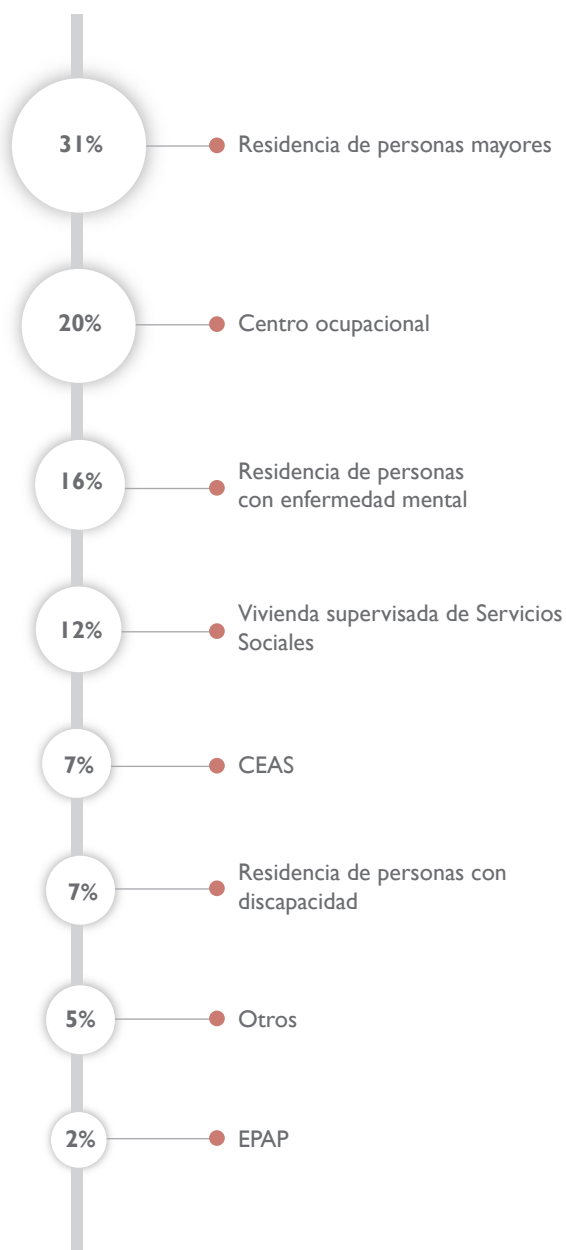 31%
Residencia de personas mayores
20%
Centro ocupacional
16%
Residencia de personas
con enfermedad mental
12%
Vivienda supervisada de Servicios
Sociales
7%
CEAS
7%
Residencia de personas con
discapacidad
5%
Otros
2%
EPAP